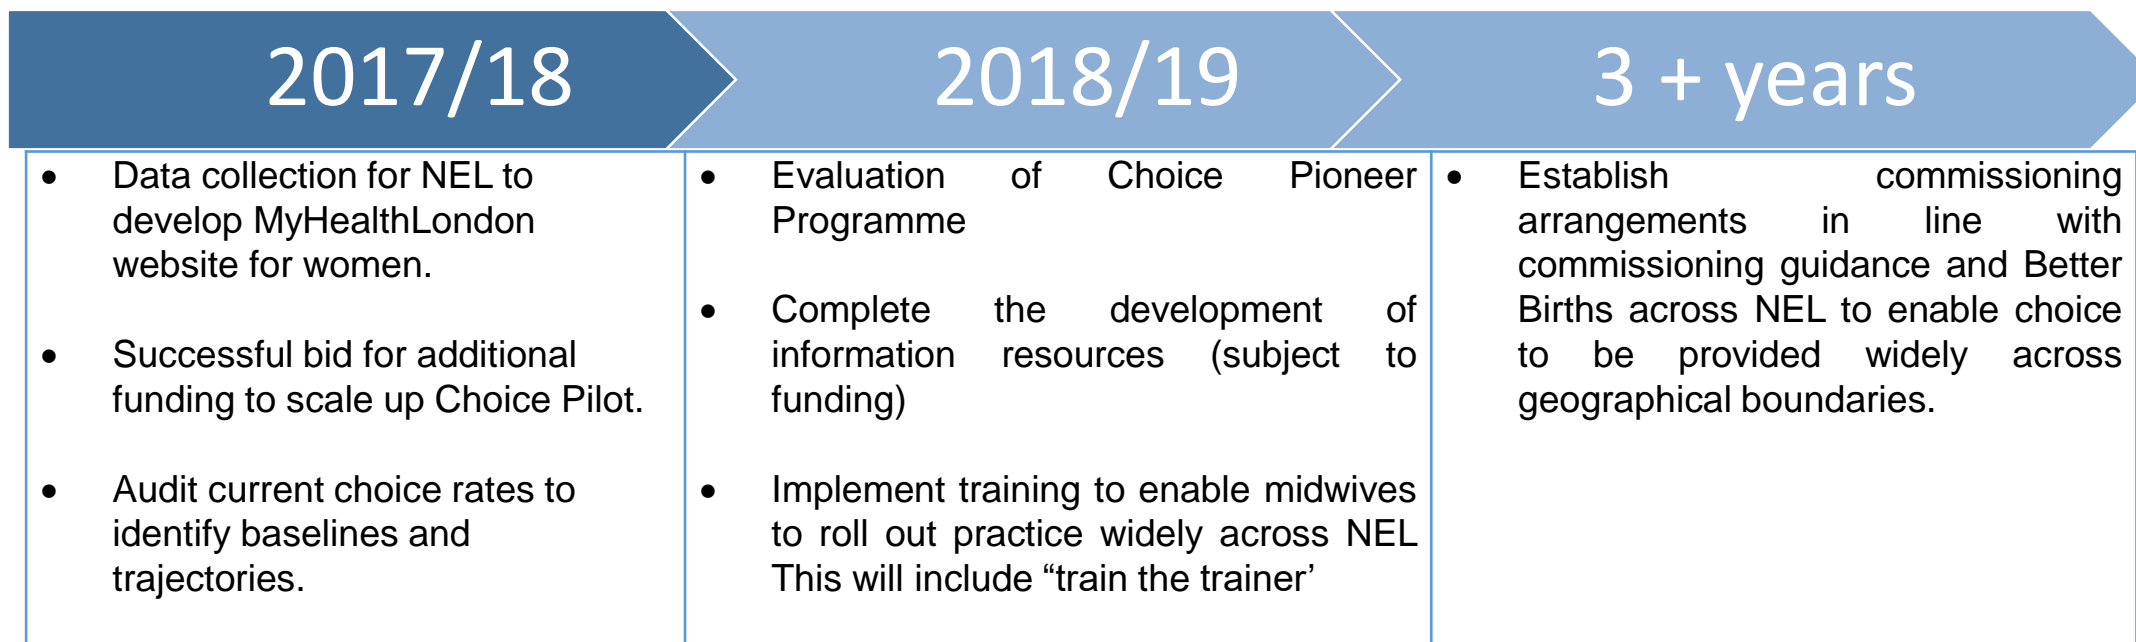 2017/18
2018/19
3 + years
• Data collection for NEL to
develop MyHealthLondon
website for women.
• Successful bid for additional
funding to scale up Choice Pilot.
• Audit current choice rates to
identify baselines and
trajectories.
• Evaluation of Choice Pioneer
Programme
• Complete the development of
information resources (subject to
funding)
• Implement training to enable midwives
to roll out practice widely across NEL
This will include “train the trainer’
• Establish commissioning
arrangements in line with
commissioning guidance and Better
Births across NEL to enable choice
to be provided widely across
geographical boundaries.